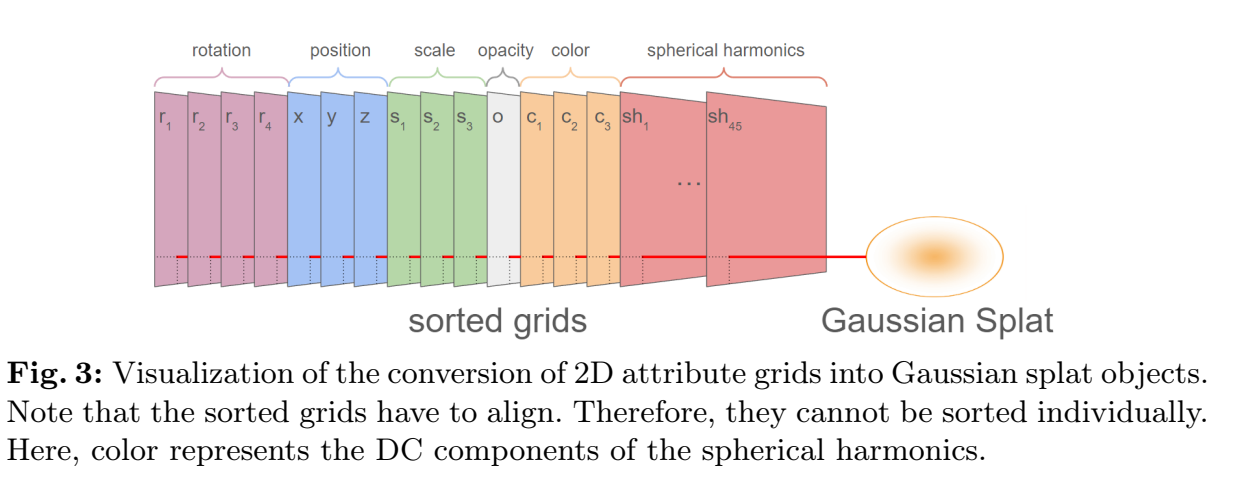 rotation position scale opacity color spherical harmonics
r1 r2 r3 r4 x y z s1 s2 s3 o c1 c2 c3 sh1 sh45
...
sorted grids Gaussian Splat
Fig. 3: Visualization of the conversion of 2D attribute grids into Gaussian splat objects.
Note that the sorted grids have to align. Therefore, they cannot be sorted individually.
Here, color represents the DC components of the spherical harmonics.